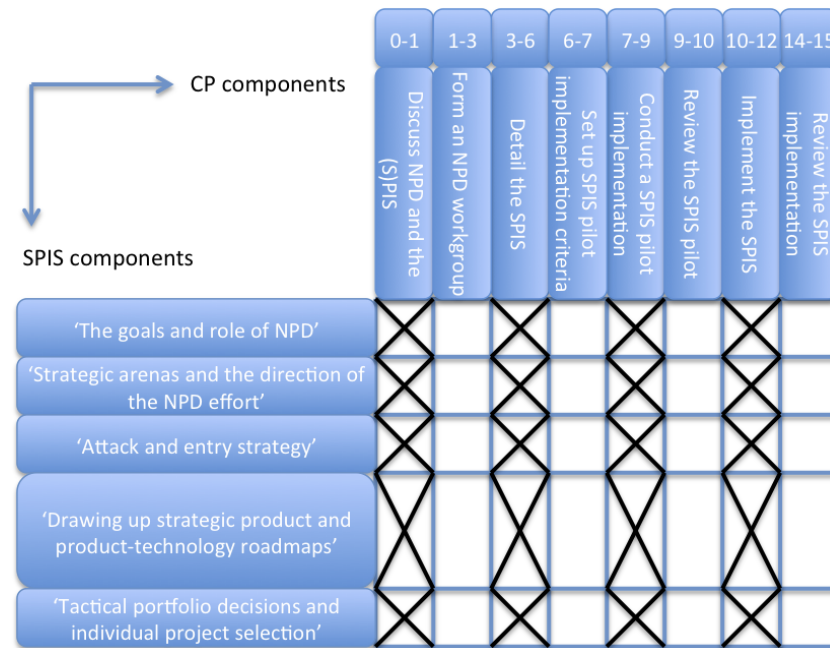 0-1
1-3
3-6
6-7
7-9
9-10
10-12
14-15
CP components
Discuss NPD and the
(S)PIS
Form an NPD workgroup
Detail the SPIS
Set up SPIS pilot
implementation criteria
Conduct a SPIS pilot
implementation
Review the SPIS pilot
Implement the SPIS
Review the SPIS
implementation
SPIS components
‘The goals and role of NPD’
‘Strategic arenas and the direction of
the NPD effort’
‘Attack and entry strategy’
‘Drawing up strategic product and
product-technology roadmaps’
‘Tactical portfolio decisions and
individual project selection’